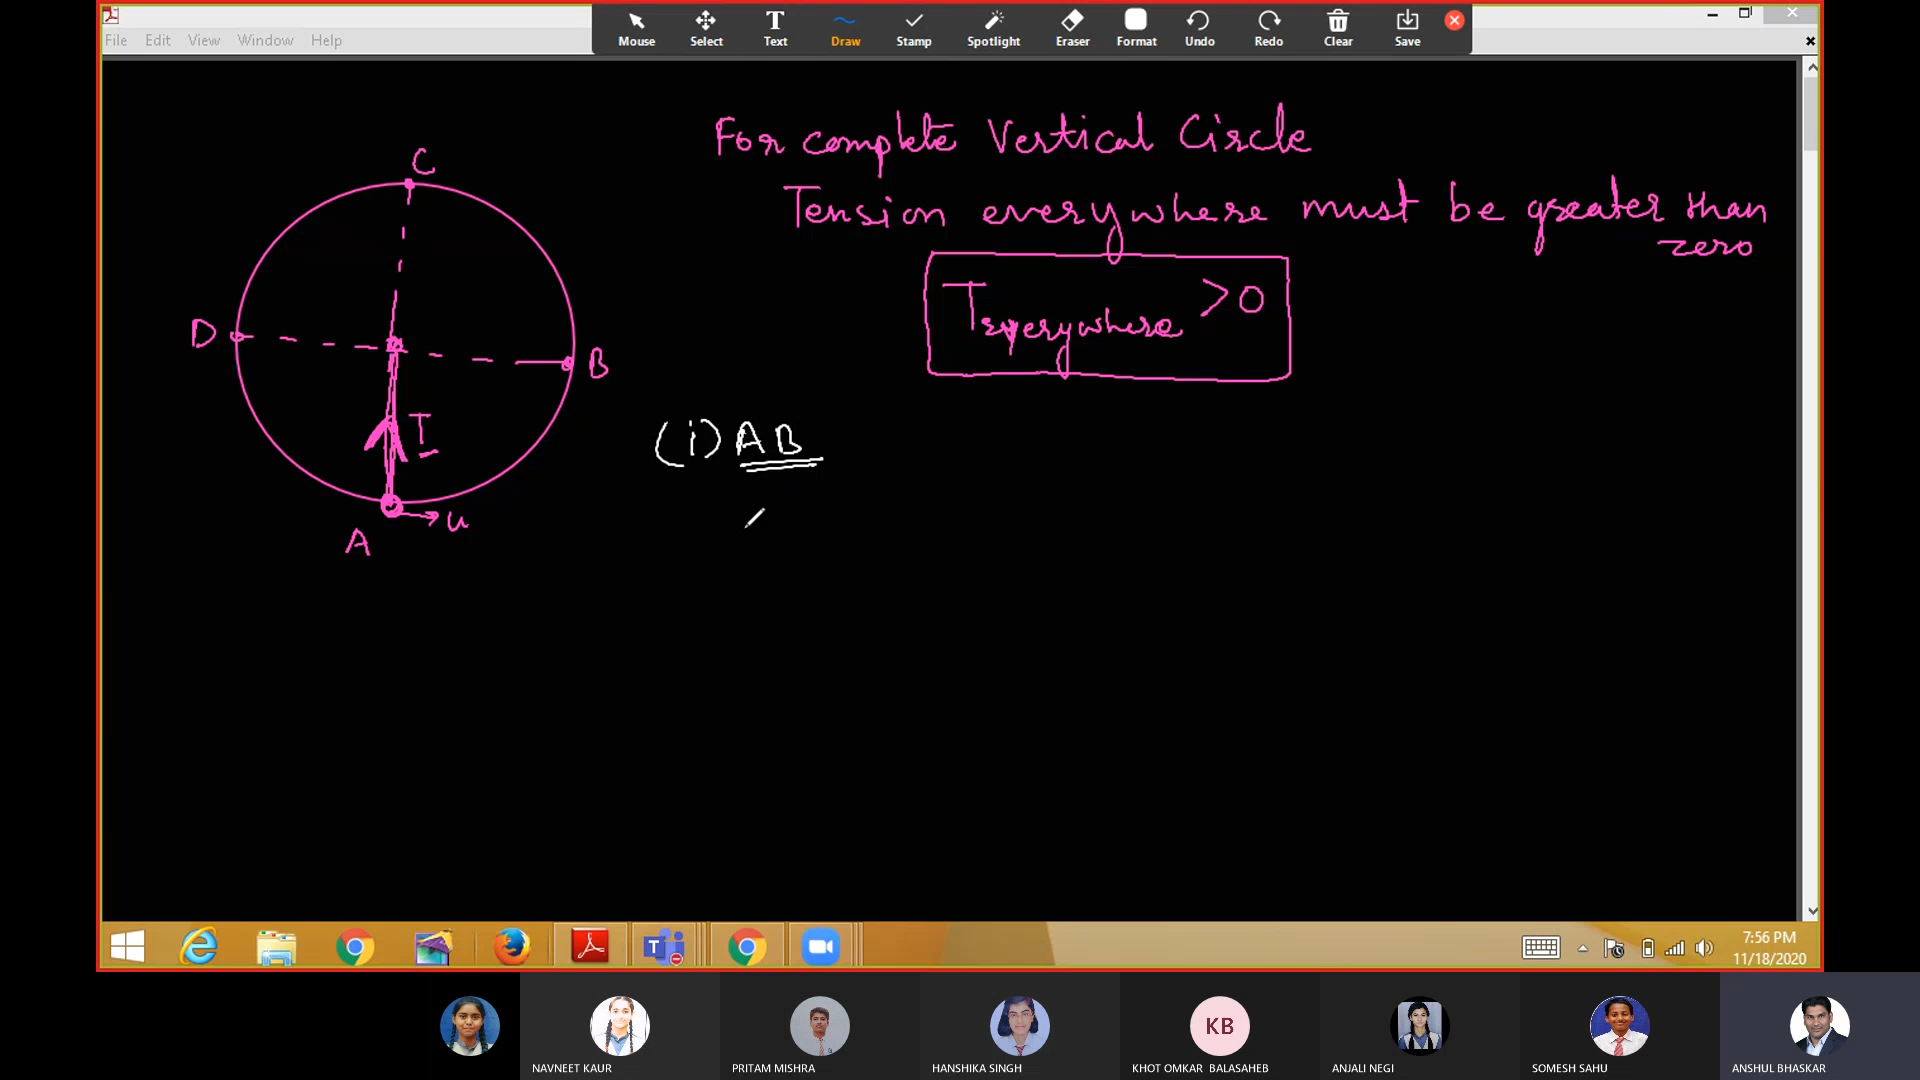 File Edit View Window Help
Mouse Select Text Draw Stamp Spotlight Eraser Format Undo Redo Clear Save
For complete Vertical Circle
Tension everywhere must be greater than
zero
T everywhere > 0
C
D
B
T
A
u
(i) AB
7:56 PM
11/18/2020
KB
NAVNEET KAUR
PRITAM MISHRA
HANSHIKA SINGH
KHOT OMKAR BALASAHEB
ANJALI NEGI
SOMESH SAHU
ANSHUL BHASKAR